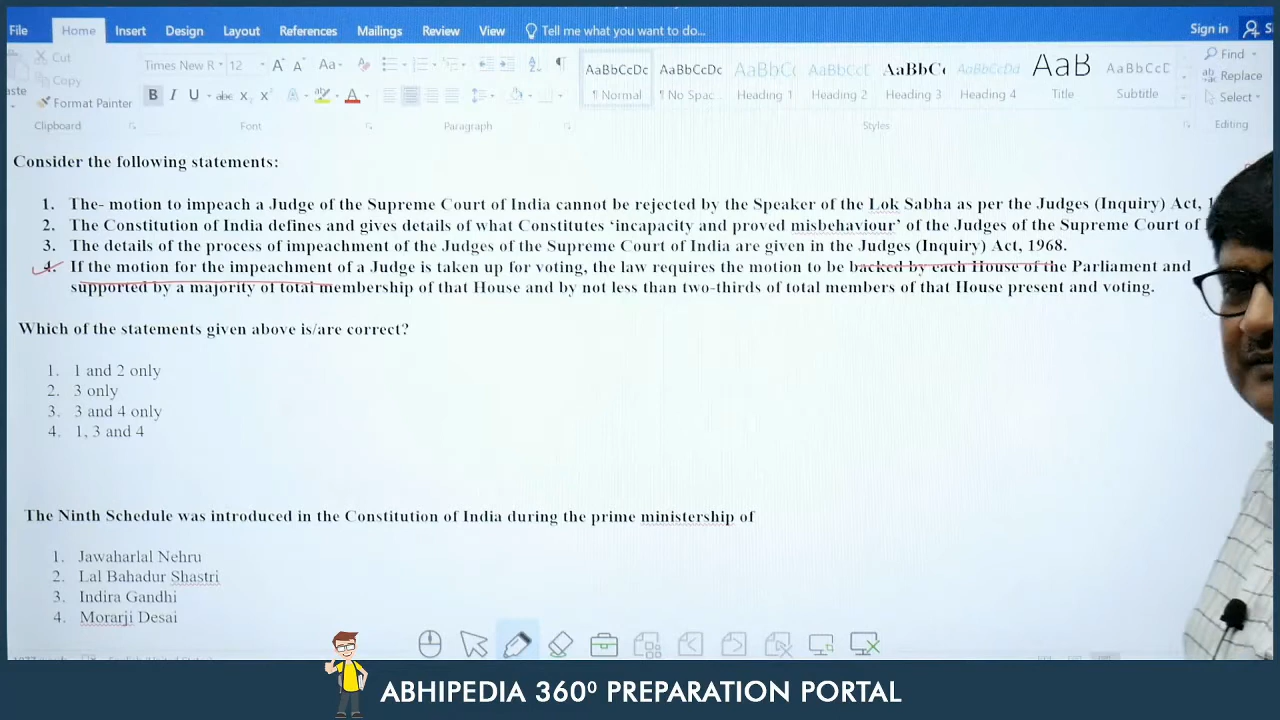 File Home Insert Design Layout References Mailings Review View Tell me what you want to do... Sign in
Cut Times New R 12 Aa Find
Copy AaBbCcDc AaBbCcDc AaBbC( AaBbCcD AaBbC( AaBbCcDd AaB AaBbCcD Replace
Format Painter B I U abc X₂ X² A ¶ Normal ¶ No Spac... Heading 1 Heading 2 Heading 3 Heading 4 Title Subtitle Select
Clipboard Font Paragraph Styles Editing
Consider the following statements:
1. The- motion to impeach a Judge of the Supreme Court of India cannot be rejected by the Speaker of the Lok Sabha as per the Judges (Inquiry) Act,
2. The Constitution of India defines and gives details of what Constitutes ‘incapacity and proved misbehaviour’ of the Judges of the Supreme Court of
3. The details of the process of impeachment of the Judges of the Supreme Court of India are given in the Judges (Inquiry) Act, 1968.
4. If the motion for the impeachment of a Judge is taken up for voting, the law requires the motion to be backed by each House of the Parliament and
supported by a majority of total membership of that House and by not less than two-thirds of total members of that House present and voting.
Which of the statements given above is/are correct?
1. 1 and 2 only
2. 3 only
3. 3 and 4 only
4. 1, 3 and 4
The Ninth Schedule was introduced in the Constitution of India during the prime ministership of
1. Jawaharlal Nehru
2. Lal Bahadur Shastri
3. Indira Gandhi
4. Morarji Desai
ABHIPEDIA 360⁰ PREPARATION PORTAL